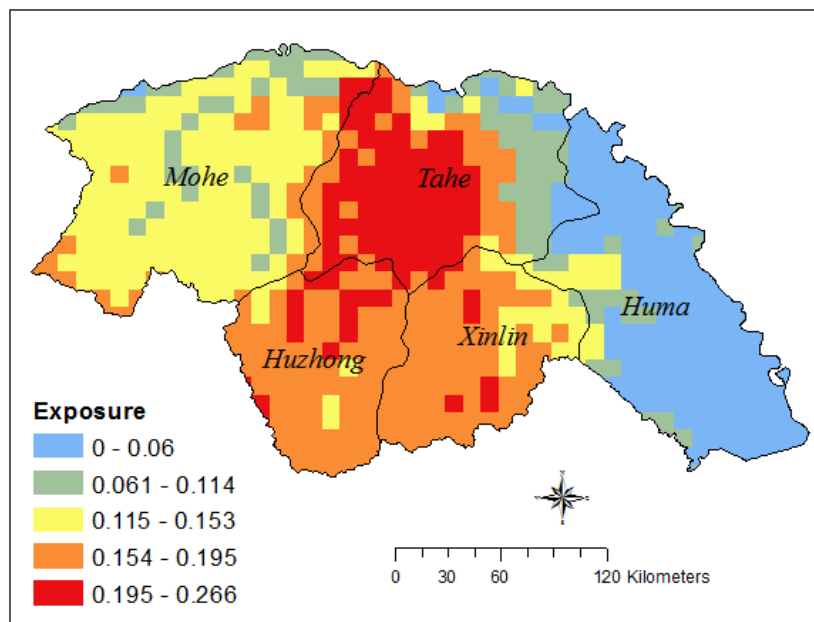 Mohe
Tahe
Huma
Xinlin
Huzhong
Exposure
0 - 0.06
0.061 - 0.114
0.115 - 0.153
0.154 - 0.195
0.195 - 0.266
0 30 60 120 Kilometers